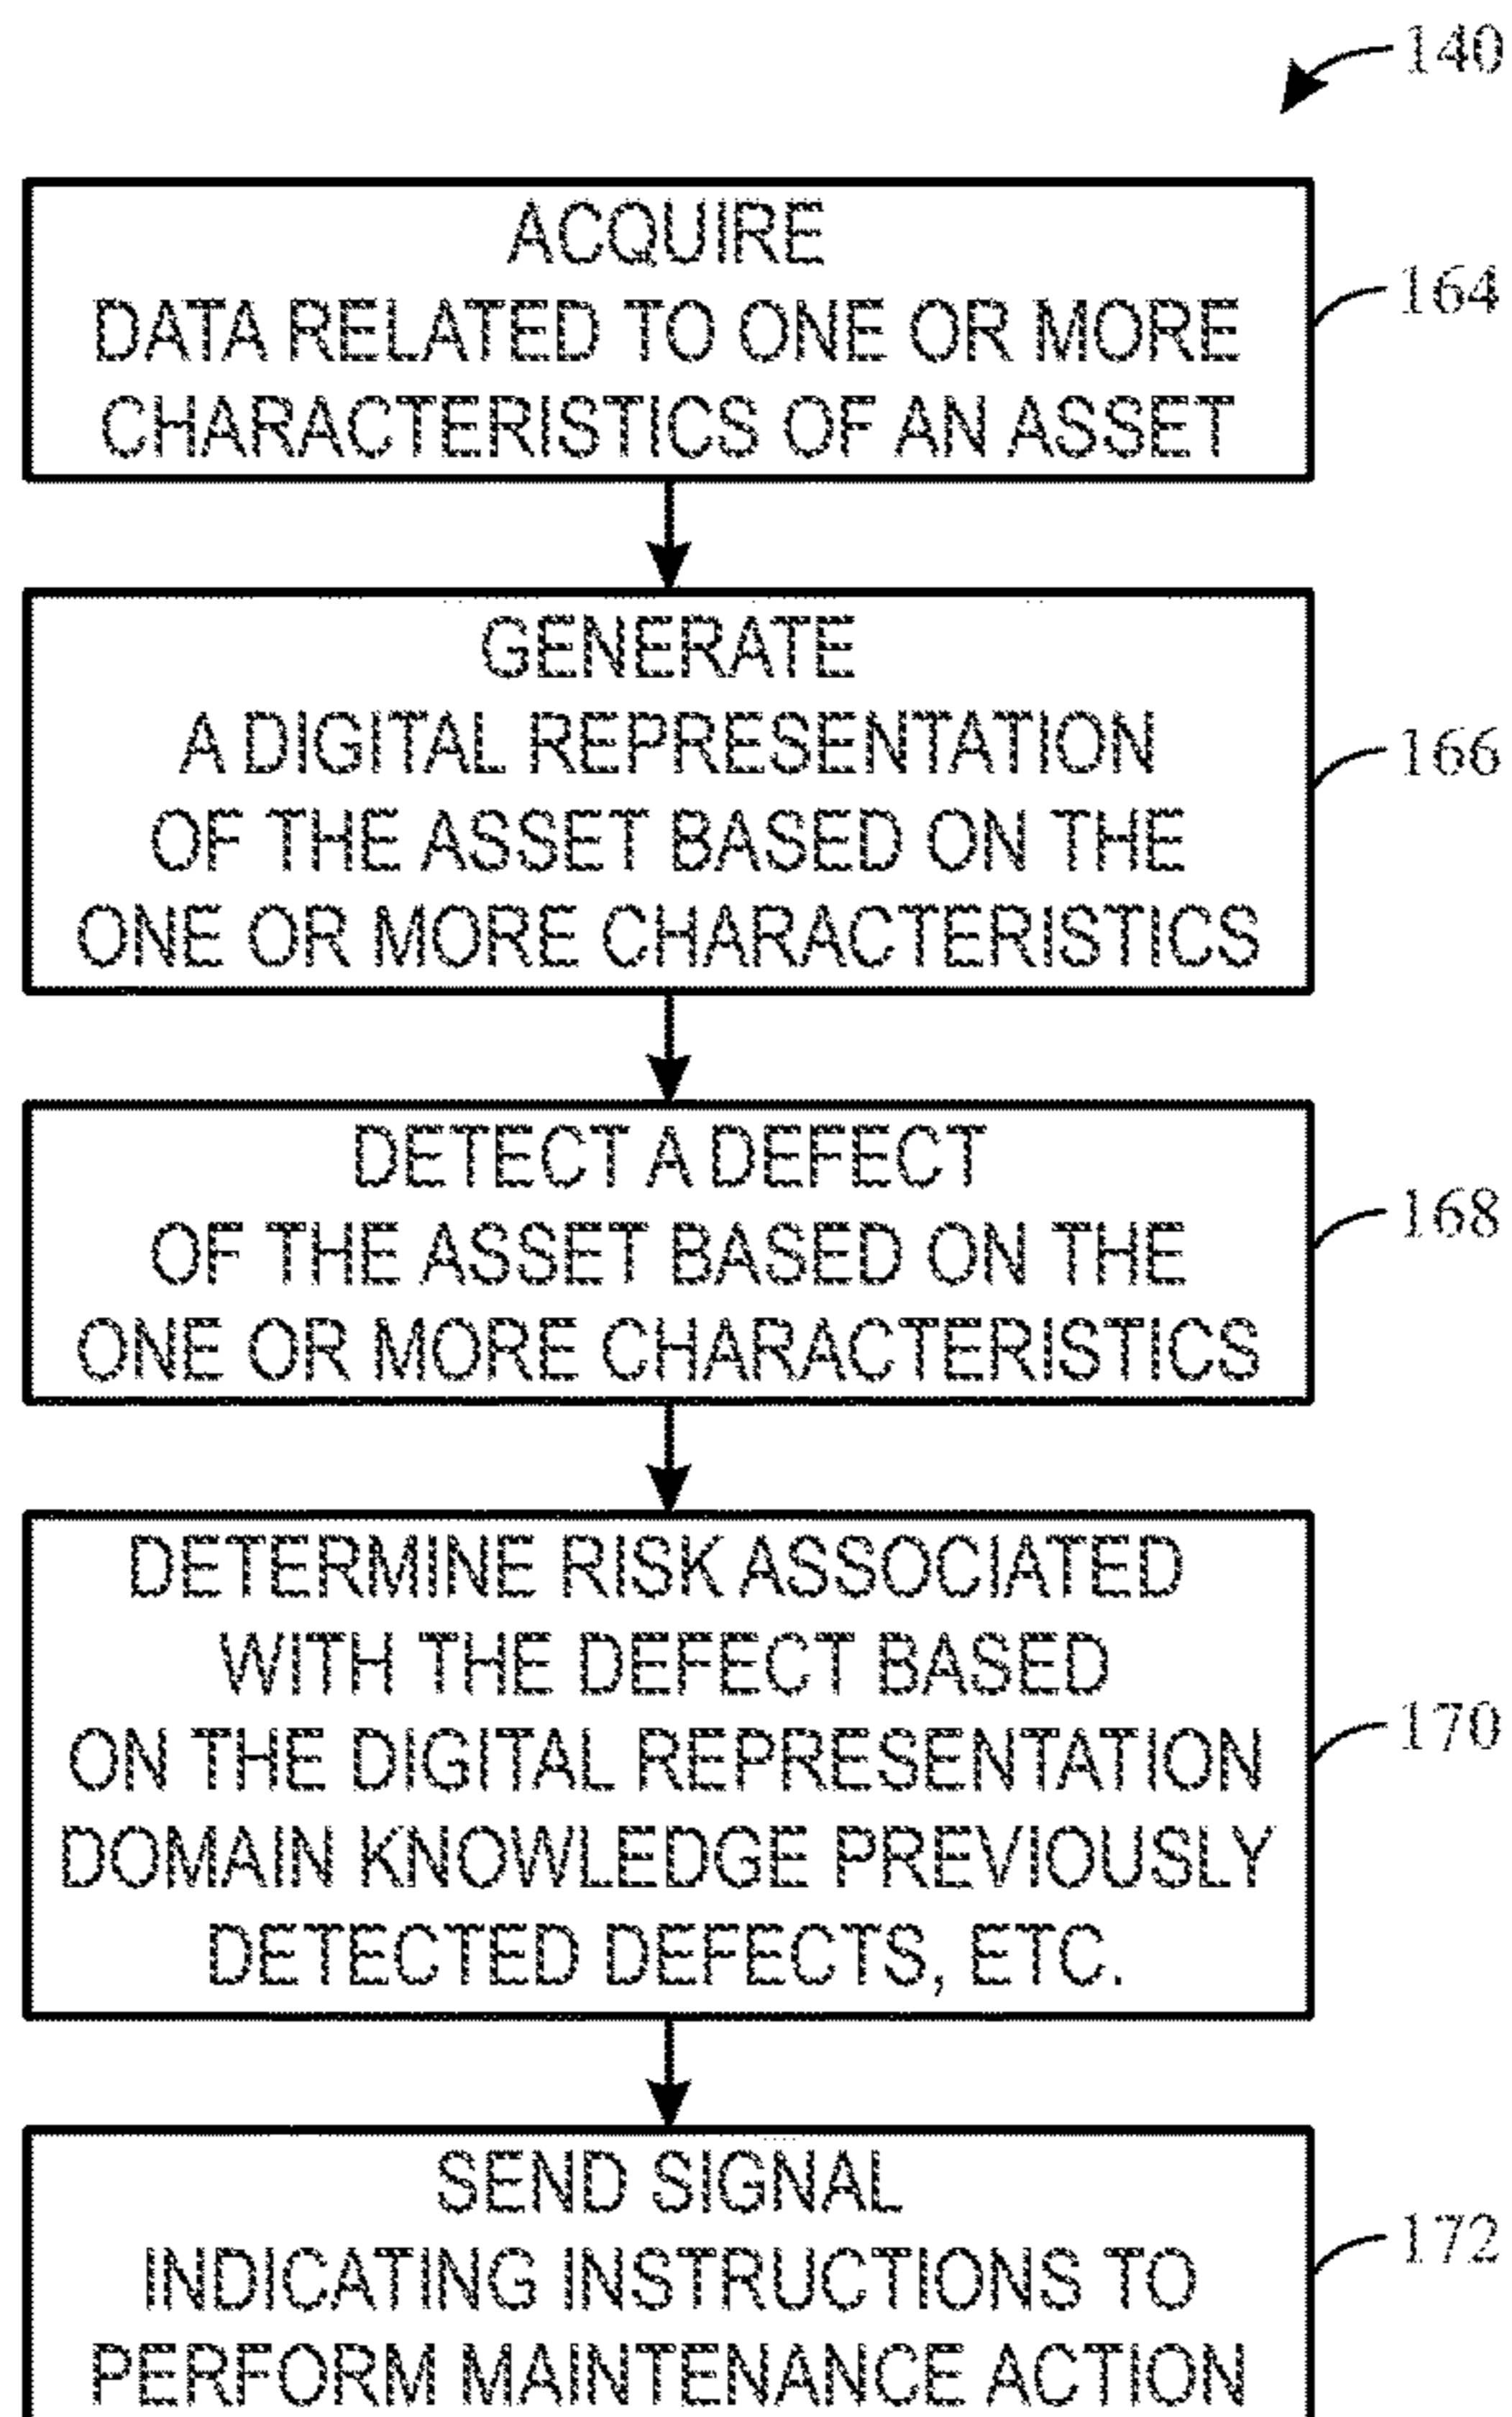 140
ACQUIRE
DATA RELATED TO ONE OR MORE
CHARACTERISTICS OF AN ASSET
164
GENERATE
A DIGITAL REPRESENTATION
OF THE ASSET BASED ON THE
ONE OR MORE CHARACTERISTICS
166
DETECT A DEFECT
OF THE ASSET BASED ON THE
ONE OR MORE CHARACTERISTICS
168
DETERMINE RISK ASSOCIATED
WITH THE DEFECT BASED
ON THE DIGITAL REPRESENTATION
DOMAIN KNOWLEDGE PREVIOUSLY
DETECTED DEFECTS, ETC.
170
SEND SIGNAL
INDICATING INSTRUCTIONS TO
PERFORM MAINTENANCE ACTION
172